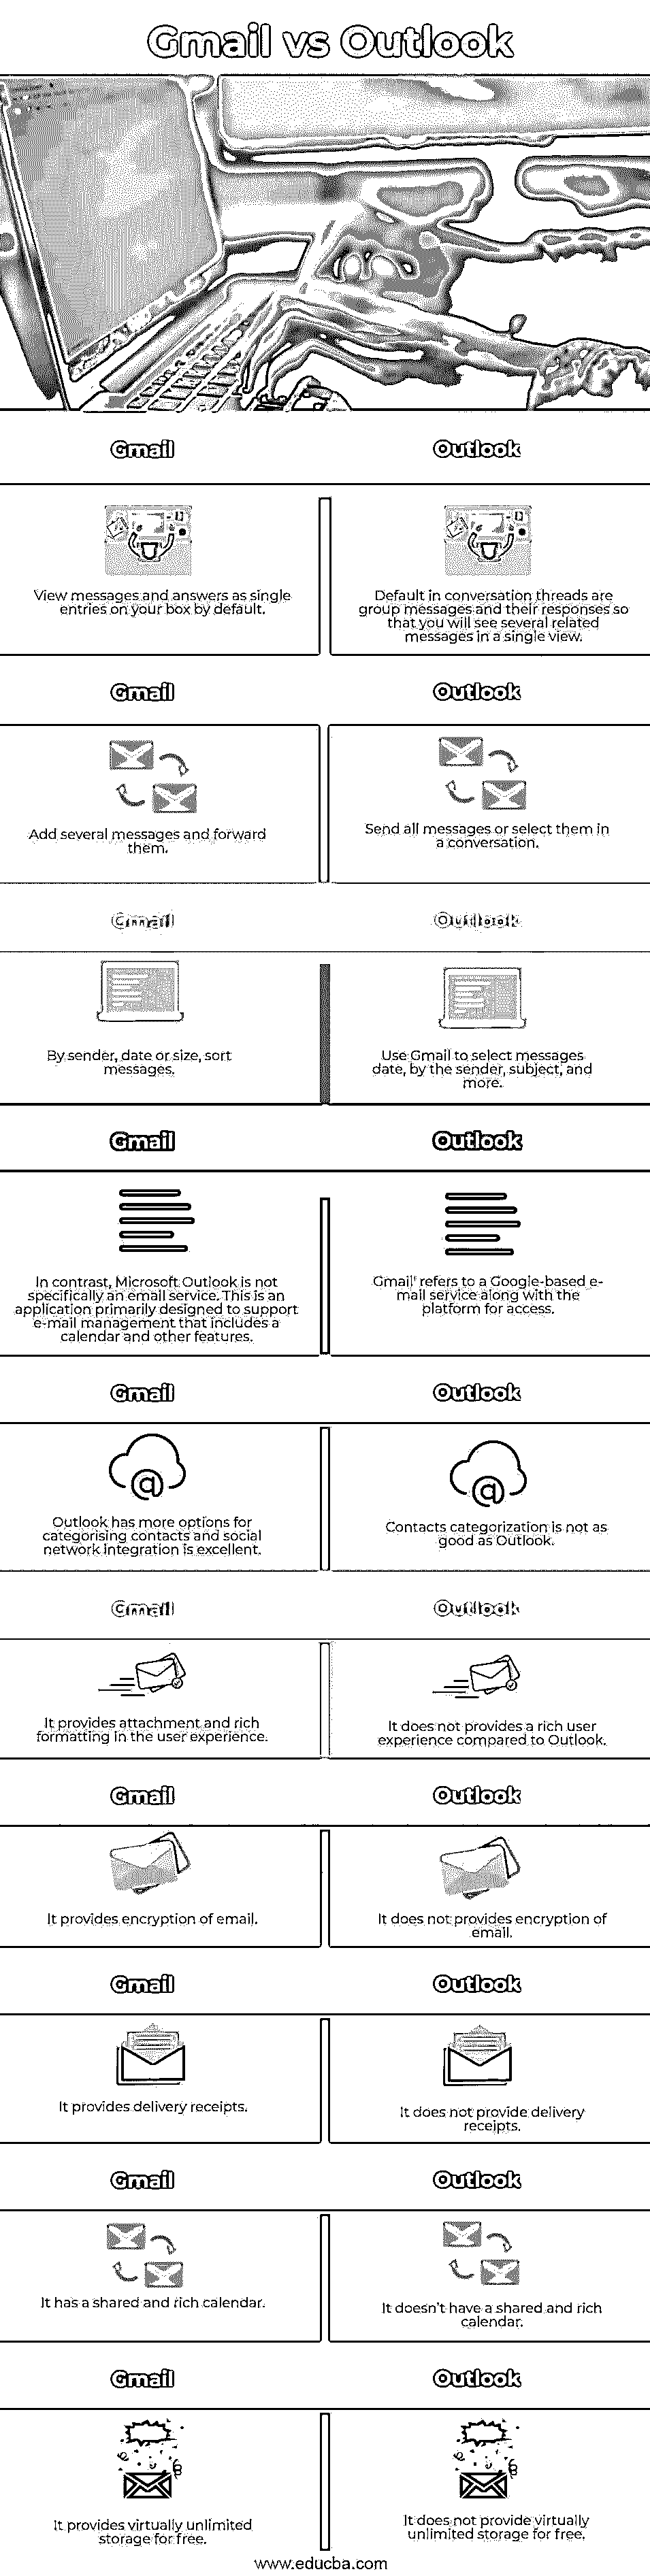 Gmail vs Outlook
Gmail
Outlook
View messages and answers as single
entries on your box by default.
Default in conversation threads are
group messages and their responses so
that you will see several related
messages in a single view.
Gmail
Outlook
Add several messages and forward
them.
Send all messages or select them in
a conversation.
Gmail
Outlook
By sender, date or size, sort
messages.
Use Gmail to select messages
date, by the sender, subject, and
more.
Gmail
Outlook
In contrast, Microsoft Outlook is not
specifically an email service. This is an
application primarily designed to support
e-mail management that includes a
calendar and other features.
Gmail' refers to a Google-based e-
mail service along with the
platform for access.
Gmail
Outlook
Outlook has more options for
categorising contacts and social
network integration is excellent.
Contacts categorization is not as
good as Outlook.
Gmail
Outlook
It provides attachment and rich
formatting in the user experience.
It does not provides a rich user
experience compared to Outlook.
Gmail
Outlook
It provides encryption of email.
It does not provides encryption of
email.
Gmail
Outlook
It provides delivery receipts.
It does not provide delivery
receipts.
Gmail
Outlook
It has a shared and rich calendar.
It doesn't have a shared and rich
calendar.
Gmail
Outlook
It provides virtually unlimited
storage for free.
It does not provide virtually
unlimited storage for free.
www.educba.com